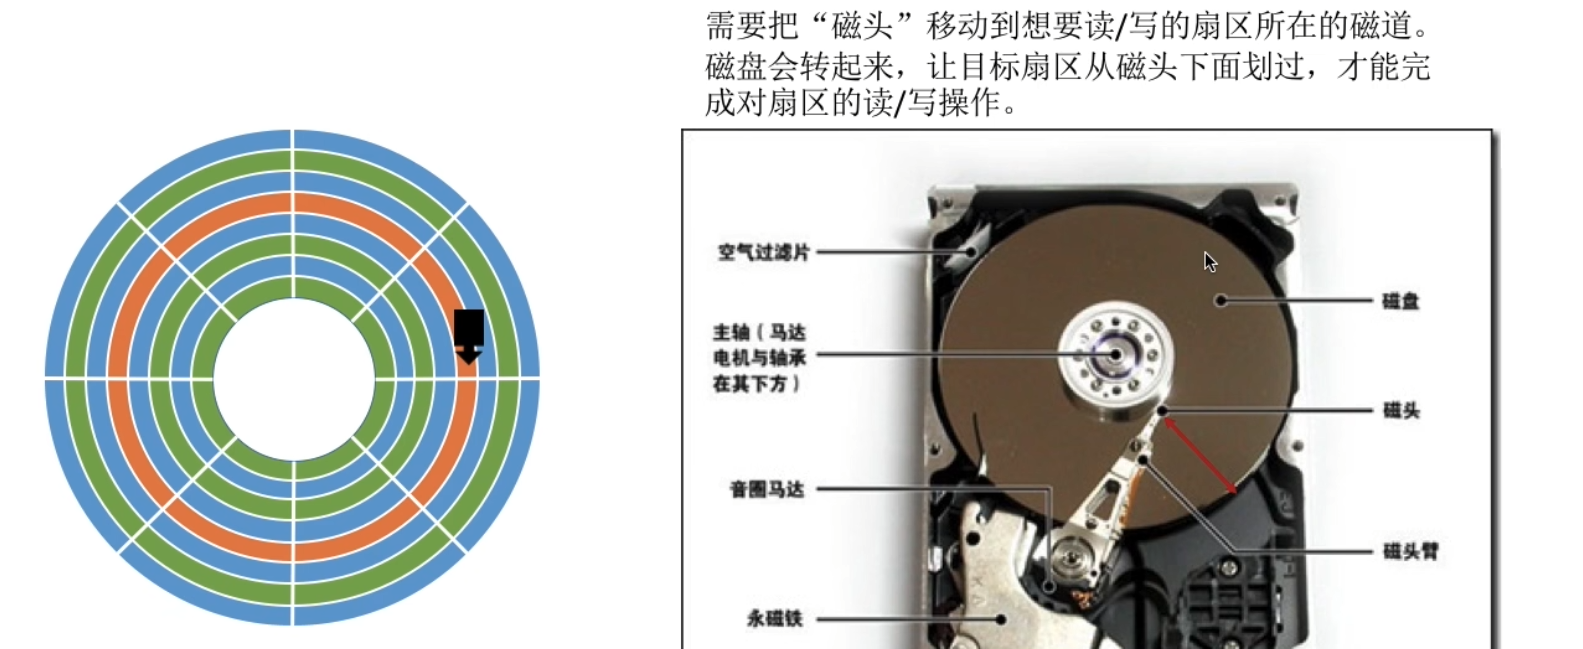 需要把“磁头”移动到想要读/写的扇区所在的磁道。
磁盘会转起来，让目标扇区从磁头下面划过，才能完
成对扇区的读/写操作。
空气过滤片
磁盘
主轴（马达
电机与轴承
在其下方）
磁头
音圈马达
磁头臂
永磁铁